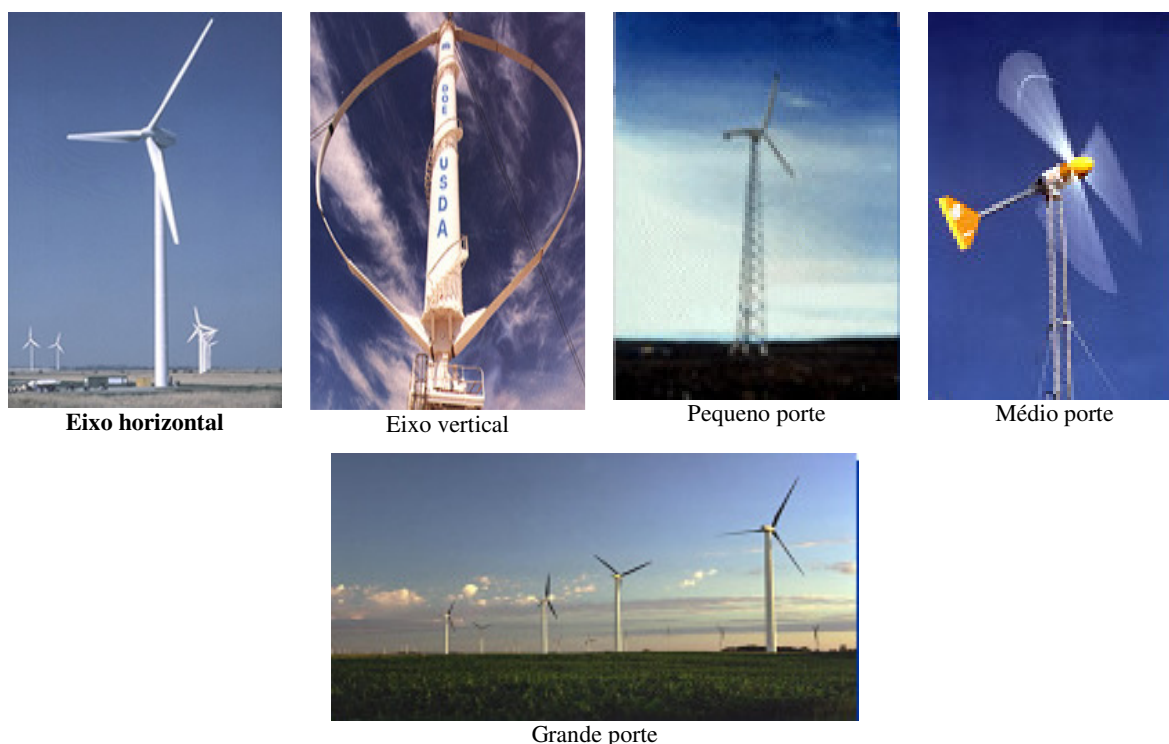 DOE
USDA
Eixo horizontal
Eixo vertical
Pequeno porte
Médio porte
Grande porte